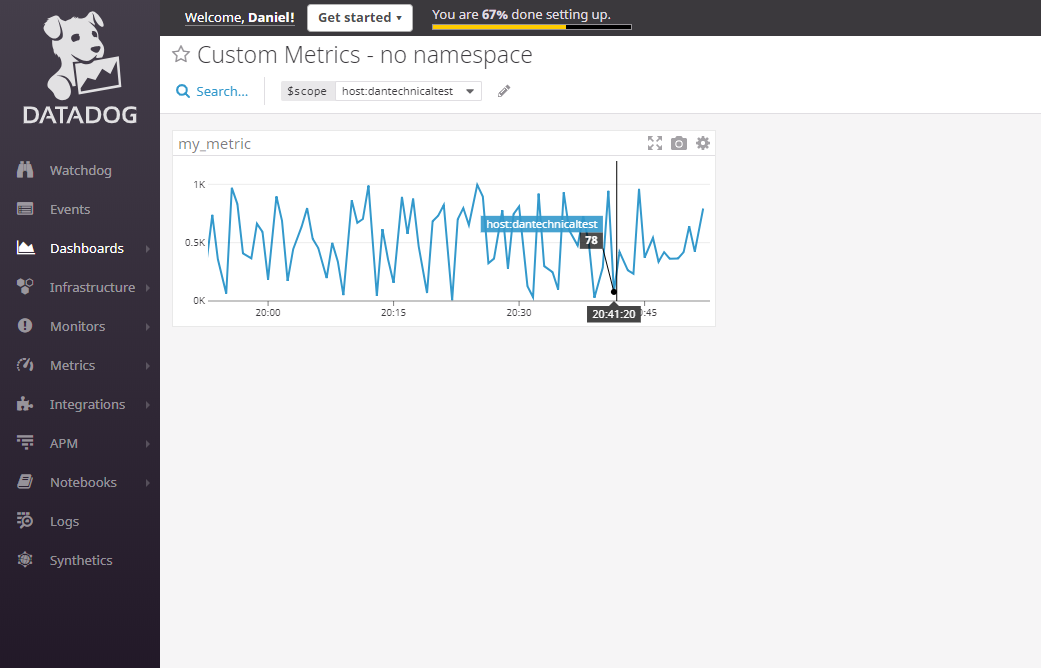 DATADOG
Watchdog
Events
Dashboards
Infrastructure
Monitors
Metrics
Integrations
APM
Notebooks
Logs
Synthetics
Welcome, Daniel!
Get started
You are 67% done setting up.
Custom Metrics - no namespace
Search...
$scope host:dantechnicaltest
my_metric
1K
0.5K
0K
host:dantechnicaltest
78
20:00 20:15 20:30 :45
20:41:20